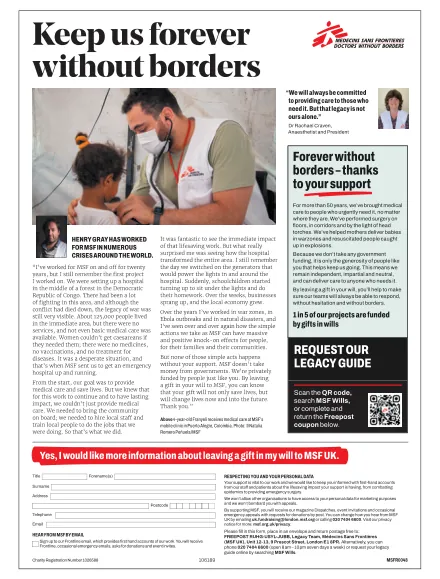 Keep us forever
without borders
MEDECINS SANS FRONTIERES
DOCTORS WITHOUT BORDERS
"We will always be committed
to providing care to those who
need it. But that legacy is not
ours alone."
Dr Rachael Craven,
Anaesthetist and President
Forever without
borders – thanks
to your support
For more than 50 years, we've brought medical
care to people who urgently need it, no matter
where they are. We've performed surgery on
floors, in corridors and by the light of head
torches. We've helped mothers deliver babies
in warzones and resuscitated people caught
up in explosions.
Because we don't take any government
funding, it is only the generosity of people like
you that helps keep us going. This means we
remain independent, impartial and neutral,
and can deliver care to anyone who needs it.
By leaving a gift in your will, you'll help to make
sure our teams will always be able to respond,
without hesitation and without borders.
1 in 5 of our projects are funded
by gifts in wills
REQUEST OUR
LEGACY GUIDE
Scan the QR code,
search MSF Wills,
or complete and
return the Freepost
coupon below.
HENRY GRAY HAS WORKED
FOR MSF IN NUMEROUS
CRISES AROUND THE WORLD.
"I've worked for MSF on and off for twenty
years, but I still remember the first project
I worked on. We were setting up a hospital in
the middle of a forest in the Democratic
Republic of Congo. There had been a lot
of fighting in this area, and although the
conflict had died down, the legacy of war was
still very visible. About 125,000 people lived
in the immediate area, but there were no
services, and not even basic medical care was
available. Women couldn't get caesareans if
they needed them, there were no medicines,
no vaccinations, and no treatment for
diseases. It was a desperate situation, and
that's when MSF sent us to get an emergency
hospital up and running.
From the start, our goal was to provide
medical care and save lives. But we knew that
for this work to continue and to have lasting
impact, we couldn't just provide medical
care. We needed to bring the community
on board; we needed to hire local staff and
train local people to do the jobs that we
were doing. So that's what we did.
It was fantastic to see the immediate impact
of that lifesaving work. But what really
surprised me was seeing how the hospital
transformed the entire area. I still remember
the day we switched on the generators that
would power the lights in and around the
hospital. Suddenly, schoolchildren started
turning up to sit under the lights and do
their homework. Over the weeks, businesses
sprang up, and the local economy grew.
Over the years I've worked in warzones, in
Ebola outbreaks and in natural disasters, and
I've seen over and over again how the simple
actions we take as MSF can have massive
and positive knock-on effects for people,
for their families and their communities.
But none of those simple acts happens
without your support. MSF doesn't take
money from governments. We're privately
funded by people just like you. By leaving
a gift in your will to MSF, you can know
that your gift will not only save lives, but
will change lives now and into the future
Thank you."
Yes, I would like more information about leaving a gift in my will to MSF UK.
Title
Forename(s)
Surname
Address
Postcode
Telephone
Email
HEAR FROM MSF BY EMAIL
RESPECTING YOU AND YOUR PERSONAL DATA
Charity Registration Number 1026588
106189
MSFR0048